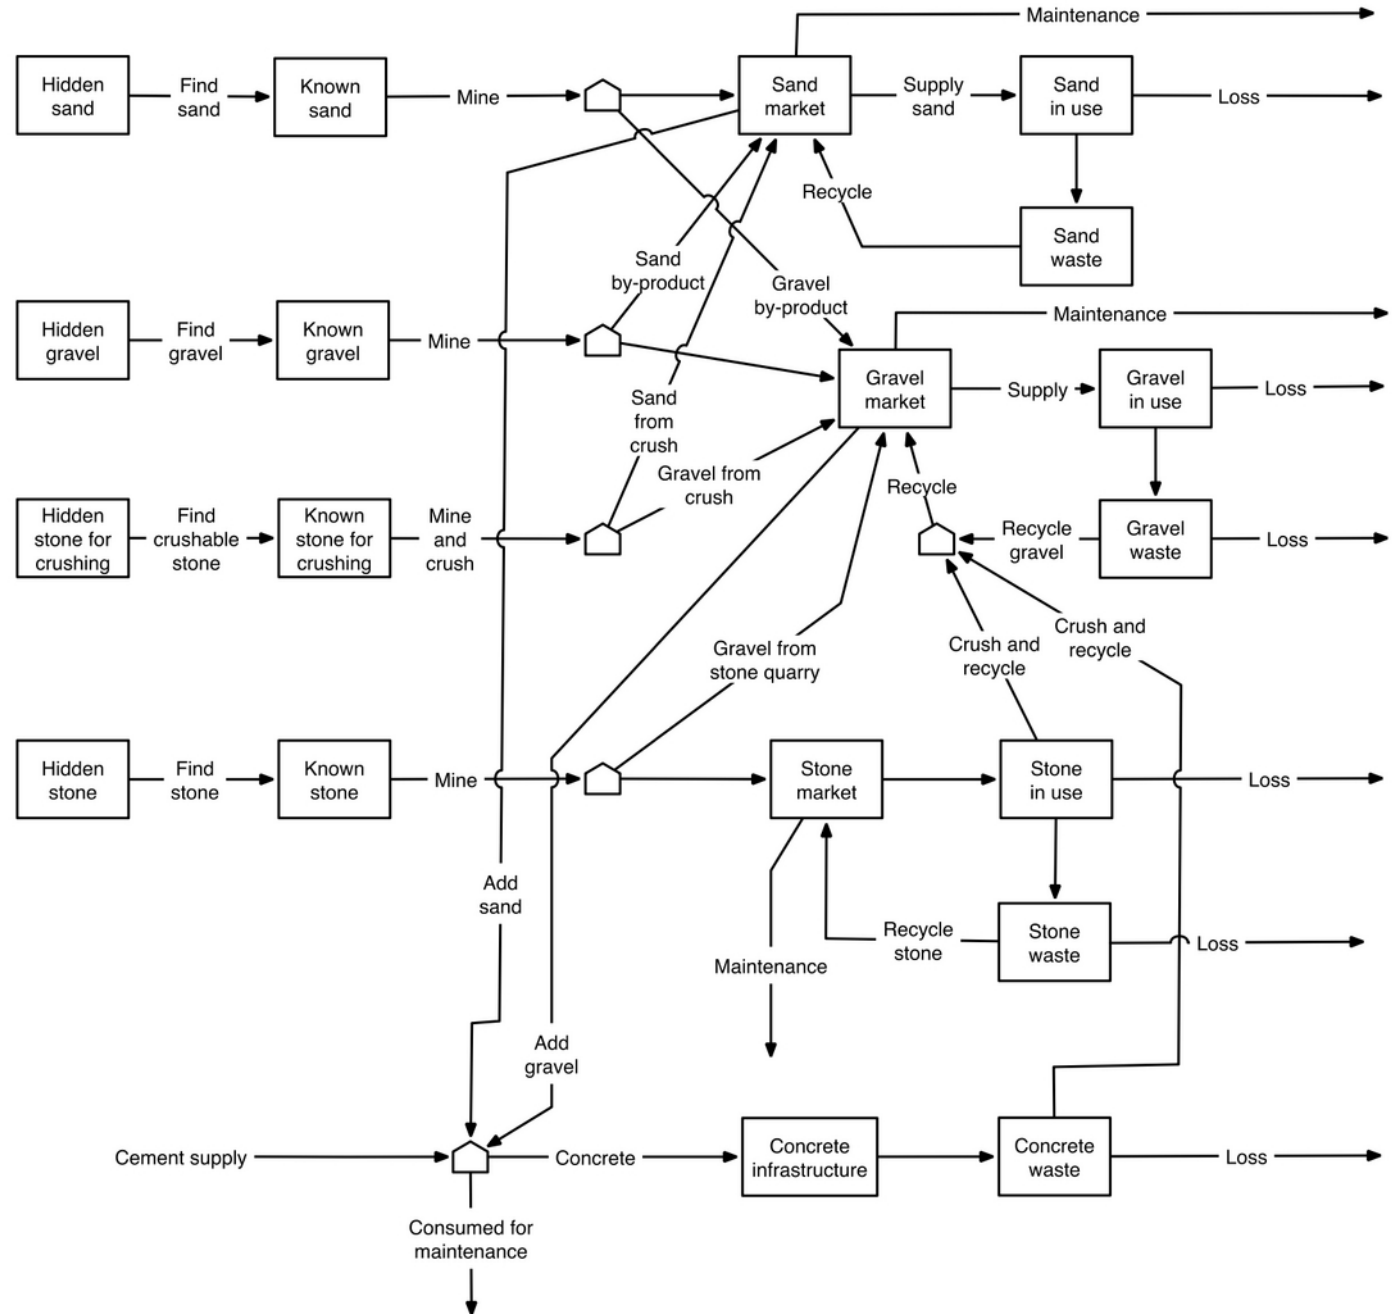 Maintenance
Hidden
sand
Find
sand
Known
sand
Mine
Sand
market
Supply
sand
Sand
in use
Loss
Recycle
Sand
waste
Sand
by-product
Gravel
by-product
Maintenance
Hidden
gravel
Find
gravel
Known
gravel
Mine
Gravel
market
Supply
Gravel
in use
Loss
Sand
from
crush
Gravel from
crush
Recycle
Hidden
stone for
crushing
Find
crushable
stone
Known
stone for
crushing
Mine
and
crush
Recycle
gravel
Gravel
waste
Loss
Gravel from
stone quarry
Crush and
recycle
Crush and
recycle
Hidden
stone
Find
stone
Known
stone
Mine
Stone
market
Stone
in use
Loss
Add
sand
Recycle
stone
Stone
waste
Loss
Maintenance
Add
gravel
Cement supply
Concrete
Concrete
infrastructure
Concrete
waste
Loss
Consumed for
maintenance